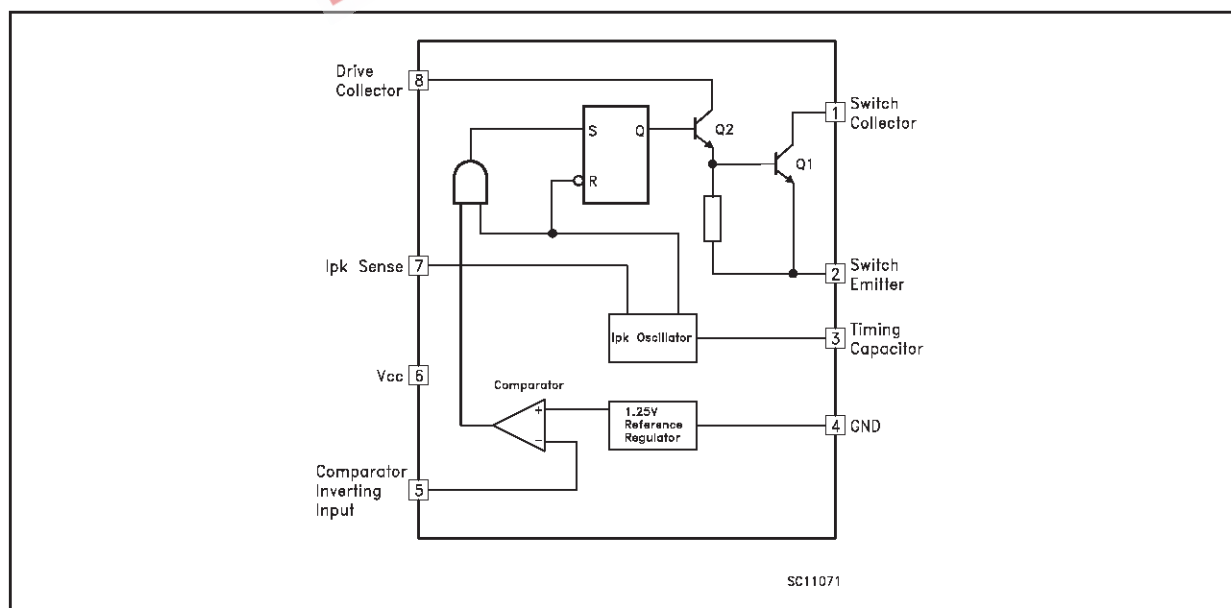 Drive
Collector
8
S
Q
R
Q2
Q1
1
Switch
Collector
Ipk Sense
7
2
Switch
Emitter
Ipk Oscillator
3
Timing
Capacitor
Vcc
6
Comparator
+
−
1.25V
Reference
Regulator
4
GND
Comparator
Inverting
Input
5
SC11071